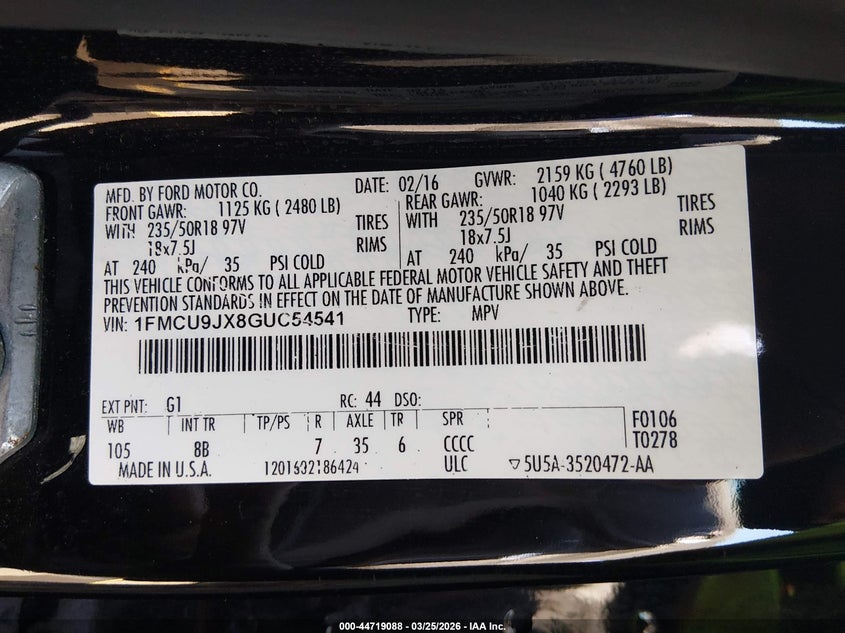 MFD. BY FORD MOTOR CO. DATE: 02/16 GVWR: 2159 KG ( 4760 LB)
FRONT GAWR: 1125 KG ( 2480 LB) REAR GAWR: 1040 KG ( 2293 LB)
WITH 235/50R18 97V TIRES WITH 235/50R18 97V TIRES
18x7.5J RIMS 18x7.5J RIMS
AT 240 kPa/ 35 PSI COLD AT 240 kPa/ 35 PSI COLD
THIS VEHICLE CONFORMS TO ALL APPLICABLE FEDERAL MOTOR VEHICLE SAFETY AND THEFT
PREVENTION STANDARDS IN EFFECT ON THE DATE OF MANUFACTURE SHOWN ABOVE.
VIN: 1FMCU9JX8GUC54541 TYPE: MPV
EXT PNT: G1 RC: 44 DSO:
WB INT TR TP/PS R AXLE TR SPR F0106
105 8B 7 35 6 CCCC T0278
MADE IN U.S.A. 1201602186424 ULC ▽5U5A-3520472-AA
000-44719088 - 03/25/2026 - IAA Inc.